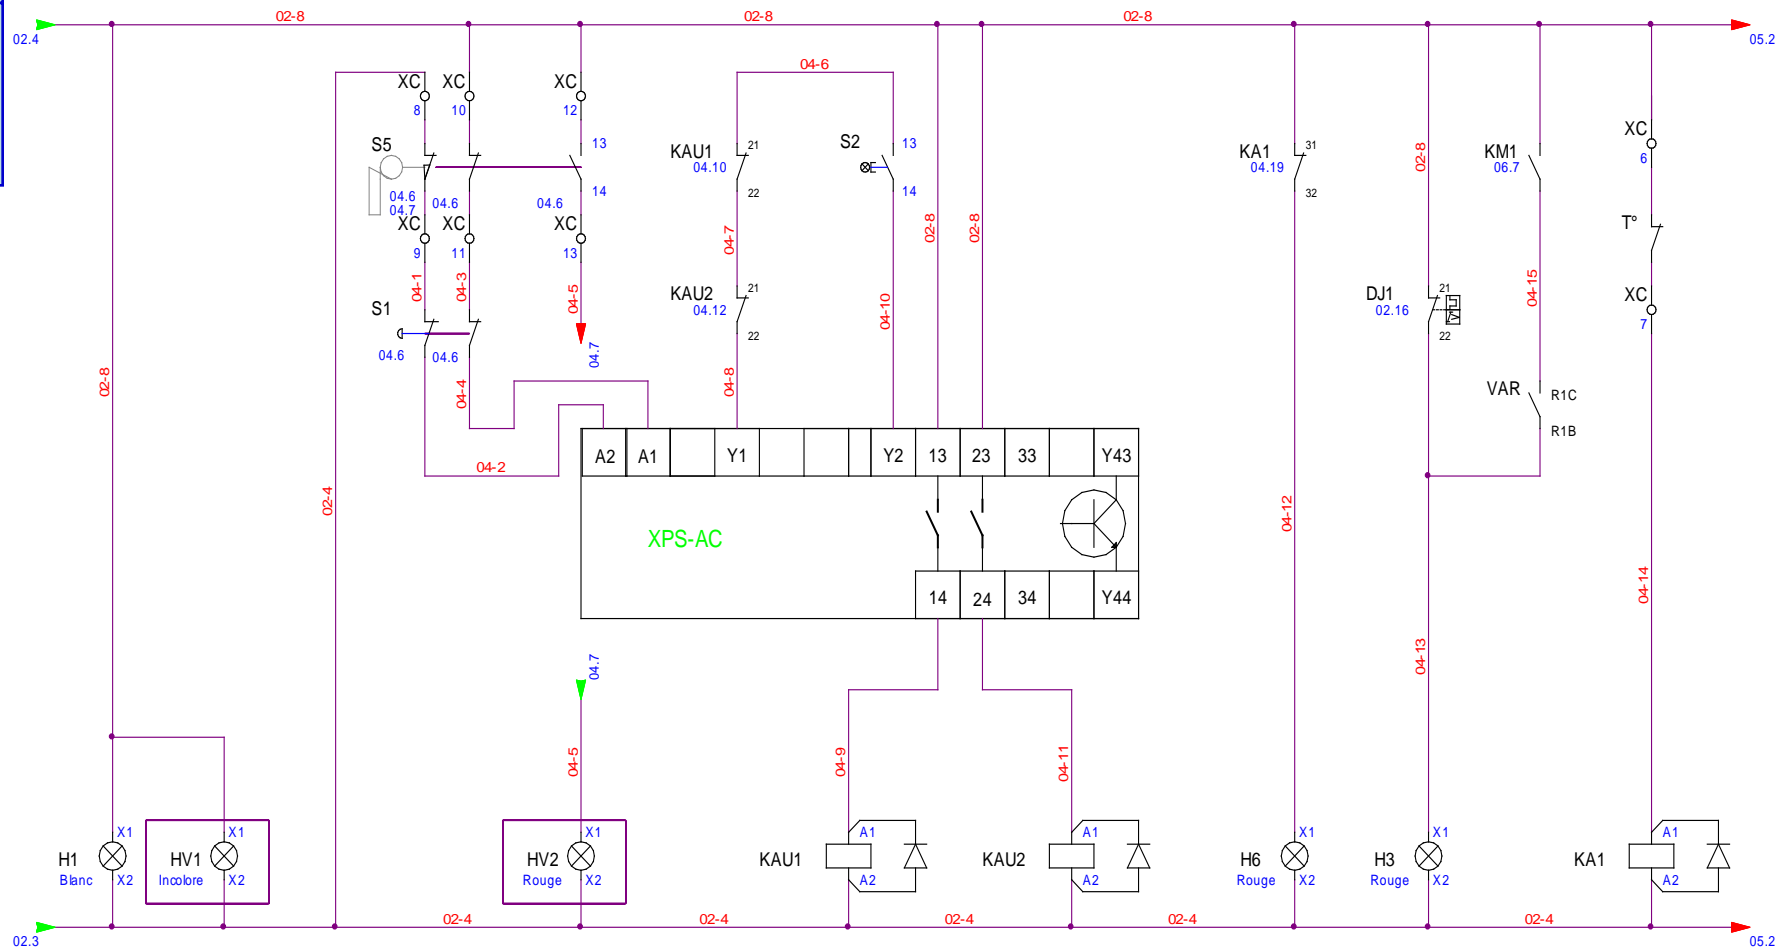 02-8 02-8 02-8
02.4 05.2
04-6
XC XC XC
8 10 12
XC
6
S5
13
14
04.6
04.7
04.6
04.6
KAU1
04.10
21
22
S2
13
14
KA1
04.19
31
32
02-8
KM1
06.7
T°
XC XC XC
9 11 13
04-1
04-3
04-5
04-7
02-8
02-8
04-15
XC
7
S1
04.6
04.6
04.7
KAU2
04.12
21
22
04-10
DJ1
02.16
21
22
02-8
04-4
04-8
VAR
R1C
R1B
A2 A1 Y1 Y2 13 23 33 Y43
04-2
02-4
XPS-AC
04-12
14 24 34 Y44
04-14
04-13
04.7
04-5
04-9
04-11
H1
Blanc
X1
X2
HV1
Incolore
X1
X2
HV2
Rouge
X1
X2
KAU1
A1
A2
KAU2
A1
A2
H6
Rouge
X1
X2
H3
Rouge
X1
X2
KA1
A1
A2
02-4 02-4 02-4 02-4 02-4
02.3 05.2